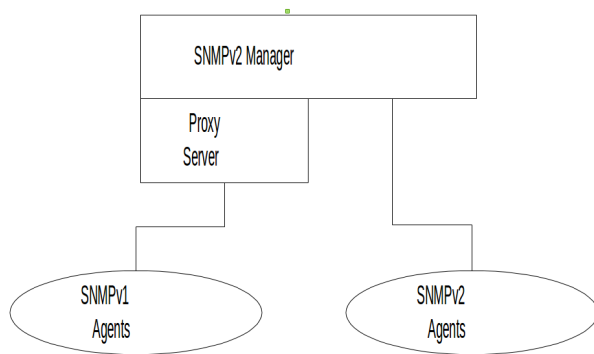 SNMPv2 Manager
Proxy
Server
SNMPv1
Agents
SNMPv2
Agents